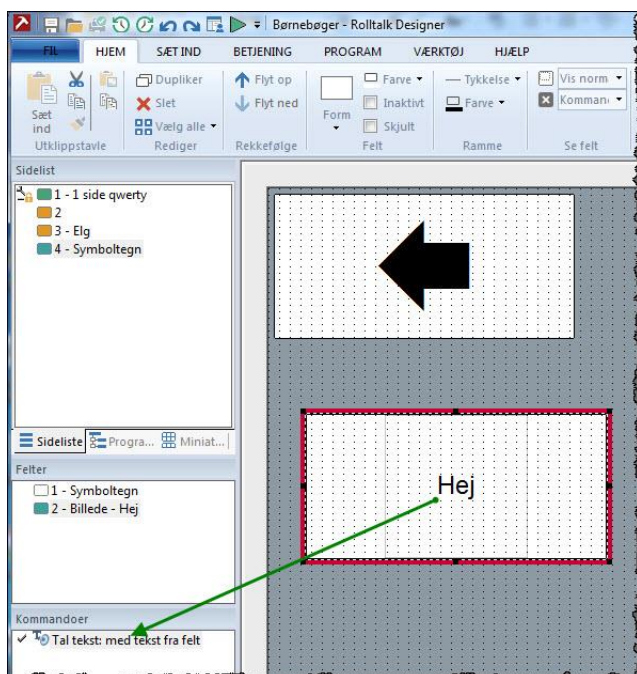 Børnebøger - Rolltalk Designer
FIL HJEM SÆT IND BETJENING PROGRAM VÆRKTØJ HJÆLP
Sæt ind
Dupliker
Slet
Vælg alle
Flyt op
Flyt ned
Form
Farve
Inaktivt
Skjult
Tykkelse
Farve
Vis norm
Komman
Utklippstavle Rediger Rekkefølge Felt Ramme Se felt
Sidelist
1 - 1 side qwerty
2
3 - Elg
4 - Symboltegn
Sideliste Progra... Miniat...
Felter
1 - Symboltegn
2 - Billede - Hej
Kommandoer
Tal tekst: med tekst fra felt
Hej